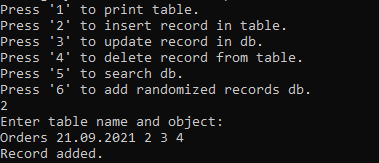 Press '1' to print table.
Press '2' to insert record in table.
Press '3' to update record in db.
Press '4' to delete record from table.
Press '5' to search db.
Press '6' to add randomized records db.
2
Enter table name and object:
Orders 21.09.2021 2 3 4
Record added.